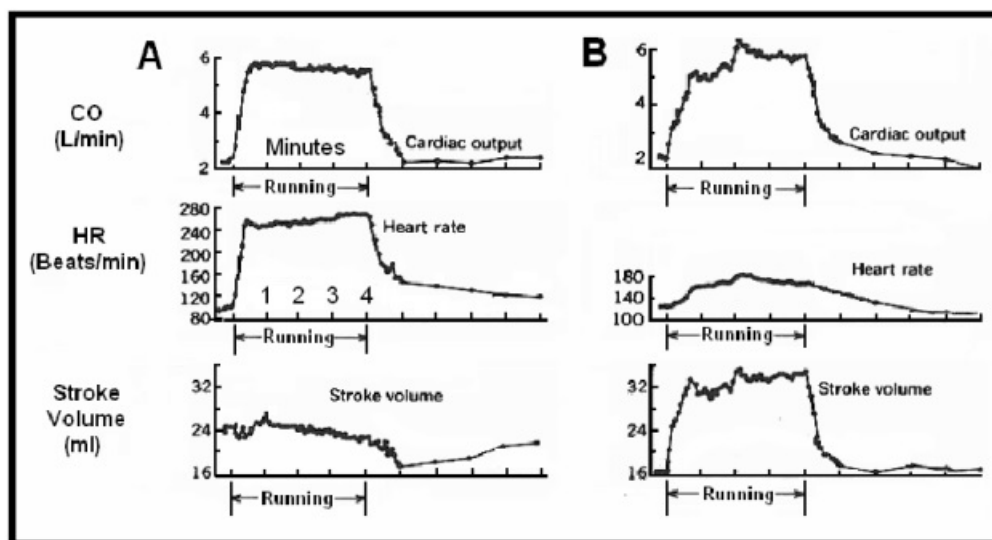 A
CO
(L/min)
6
4
2
Minutes
Cardiac output
Running
HR
(Beats/min)
280
240
200
160
120
80
Heart rate
1 2 3 4
Running
Stroke
Volume
(ml)
32
24
16
Stroke volume
Running
B
6
4
2
Cardiac output
Running
180
140
100
Heart rate
Running
32
24
16
Stroke volume
Running